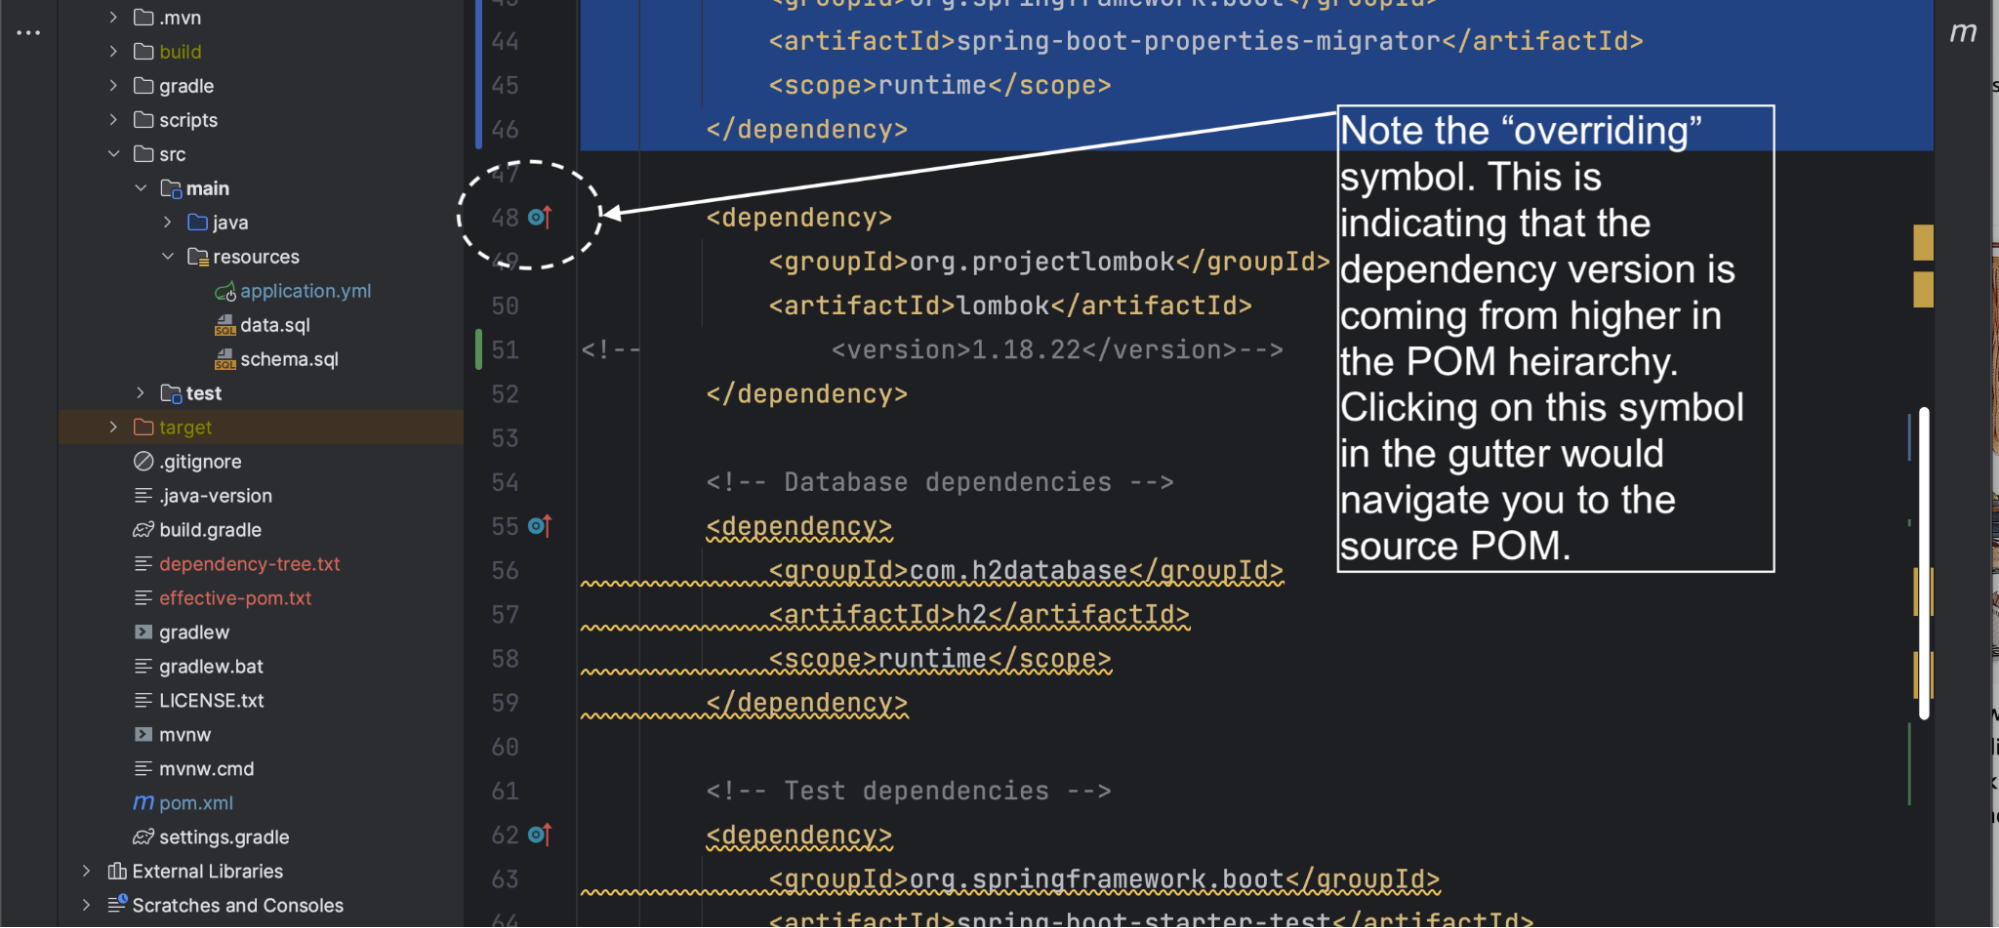 ...
.mvn
build
gradle
scripts
src
main
java
resources
application.yml
data.sql
schema.sql
test
target
.gitignore
.java-version
build.gradle
dependency-tree.txt
effective-pom.txt
gradlew
gradlew.bat
LICENSE.txt
mvnw
mvnw.cmd
pom.xml
settings.gradle
External Libraries
Scratches and Consoles
<groupId>org.springframework.boot</groupId>
44 <artifactId>spring-boot-properties-migrator</artifactId>
45 <scope>runtime</scope>
46 </dependency>
47
48 <dependency>
49 <groupId>org.projectlombok</groupId>
50 <artifactId>lombok</artifactId>
51 <!-- <version>1.18.22</version>-->
52 </dependency>
53
54 <!-- Database dependencies -->
55 <dependency>
56 <groupId>com.h2database</groupId>
57 <artifactId>h2</artifactId>
58 <scope>runtime</scope>
59 </dependency>
60
61 <!-- Test dependencies -->
62 <dependency>
63 <groupId>org.springframework.boot</groupId>
64 <artifactId>spring-boot-starter-test</artifactId>
Note the “overriding”
symbol. This is
indicating that the
dependency version is
coming from higher in
the POM heirarchy.
Clicking on this symbol
in the gutter would
navigate you to the
source POM.
m